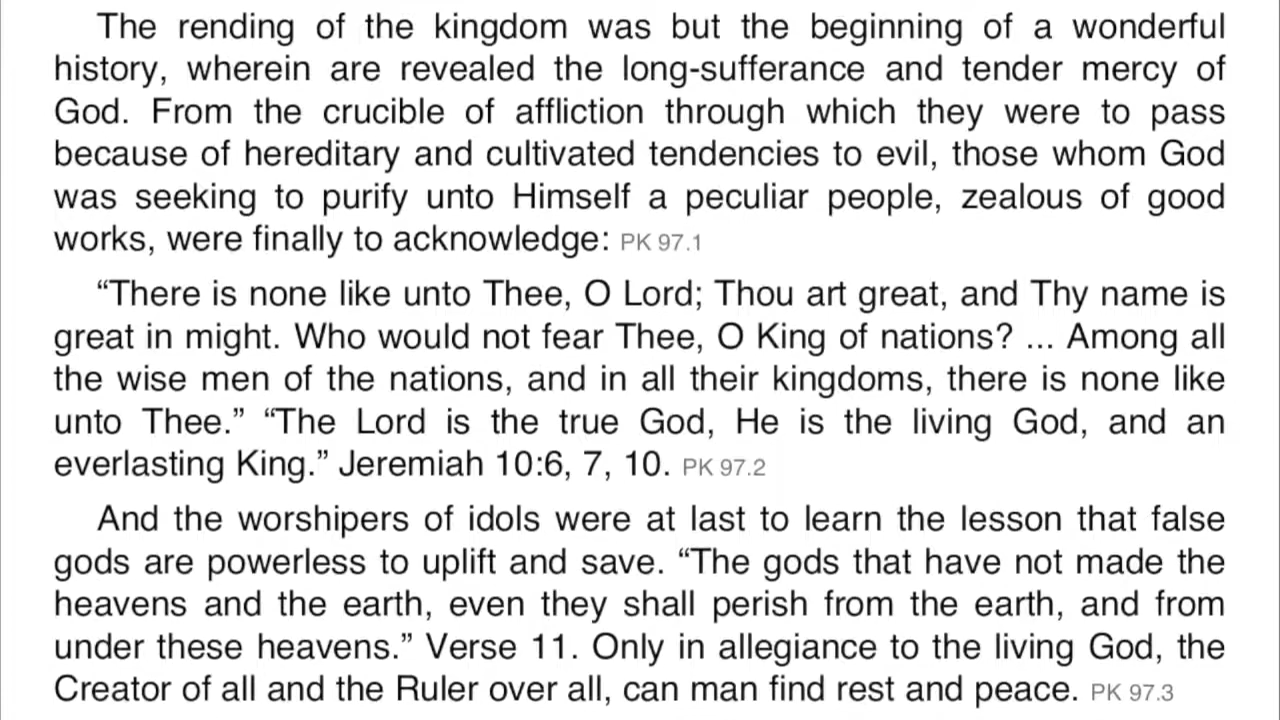 The rending of the kingdom was but the beginning of a wonderful
history, wherein are revealed the long-sufferance and tender mercy of
God. From the crucible of affliction through which they were to pass
because of hereditary and cultivated tendencies to evil, those whom God
was seeking to purify unto Himself a peculiar people, zealous of good
works, were finally to acknowledge: PK 97.1
“There is none like unto Thee, O Lord; Thou art great, and Thy name is
great in might. Who would not fear Thee, O King of nations? ... Among all
the wise men of the nations, and in all their kingdoms, there is none like
unto Thee.” “The Lord is the true God, He is the living God, and an
everlasting King.” Jeremiah 10:6, 7, 10. PK 97.2
And the worshipers of idols were at last to learn the lesson that false
gods are powerless to uplift and save. “The gods that have not made the
heavens and the earth, even they shall perish from the earth, and from
under these heavens.” Verse 11. Only in allegiance to the living God, the
Creator of all and the Ruler over all, can man find rest and peace. PK 97.3